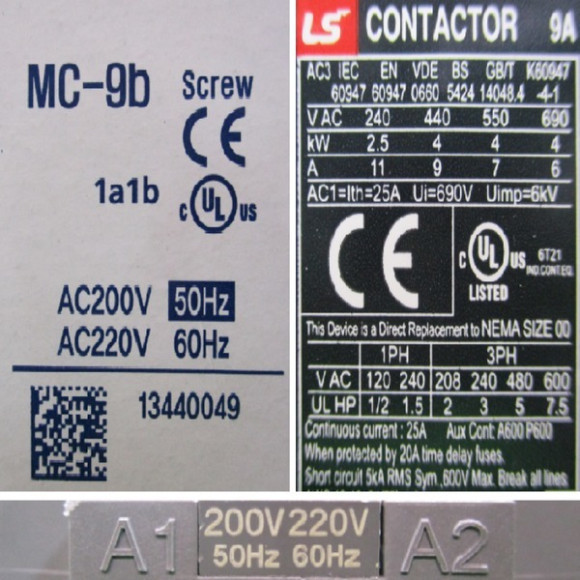 MC-9b Screw
CE
1a1b
c UL us
AC200V 50Hz
AC220V 60Hz
13440049
LS CONTACTOR 9A
AC3 IEC EN VDE BS GB/T K60947
60947 60947 0660 5424 14048.4 -4-1
V AC 240 440 550 690
kW 2.5 4 4 4
A 11 9 7 6
AC1=Ith=25A Ui=690V Uimp=6kV
CE
c UL us 6T21
IND.CONT.EQ.
LISTED
This Device is a Direct Replacement to NEMA SIZE 00
1PH 3PH
V AC 120 240 208 240 480 600
UL HP 1/2 1.5 2 3 5 7.5
Continuous current : 25A Aux Cont: A600 P600
When protected by 20A time delay fuses.
Short circuit 5kA RMS Sym.,600V Max. Break all lines
A1 200V 220V A2
50Hz 60Hz